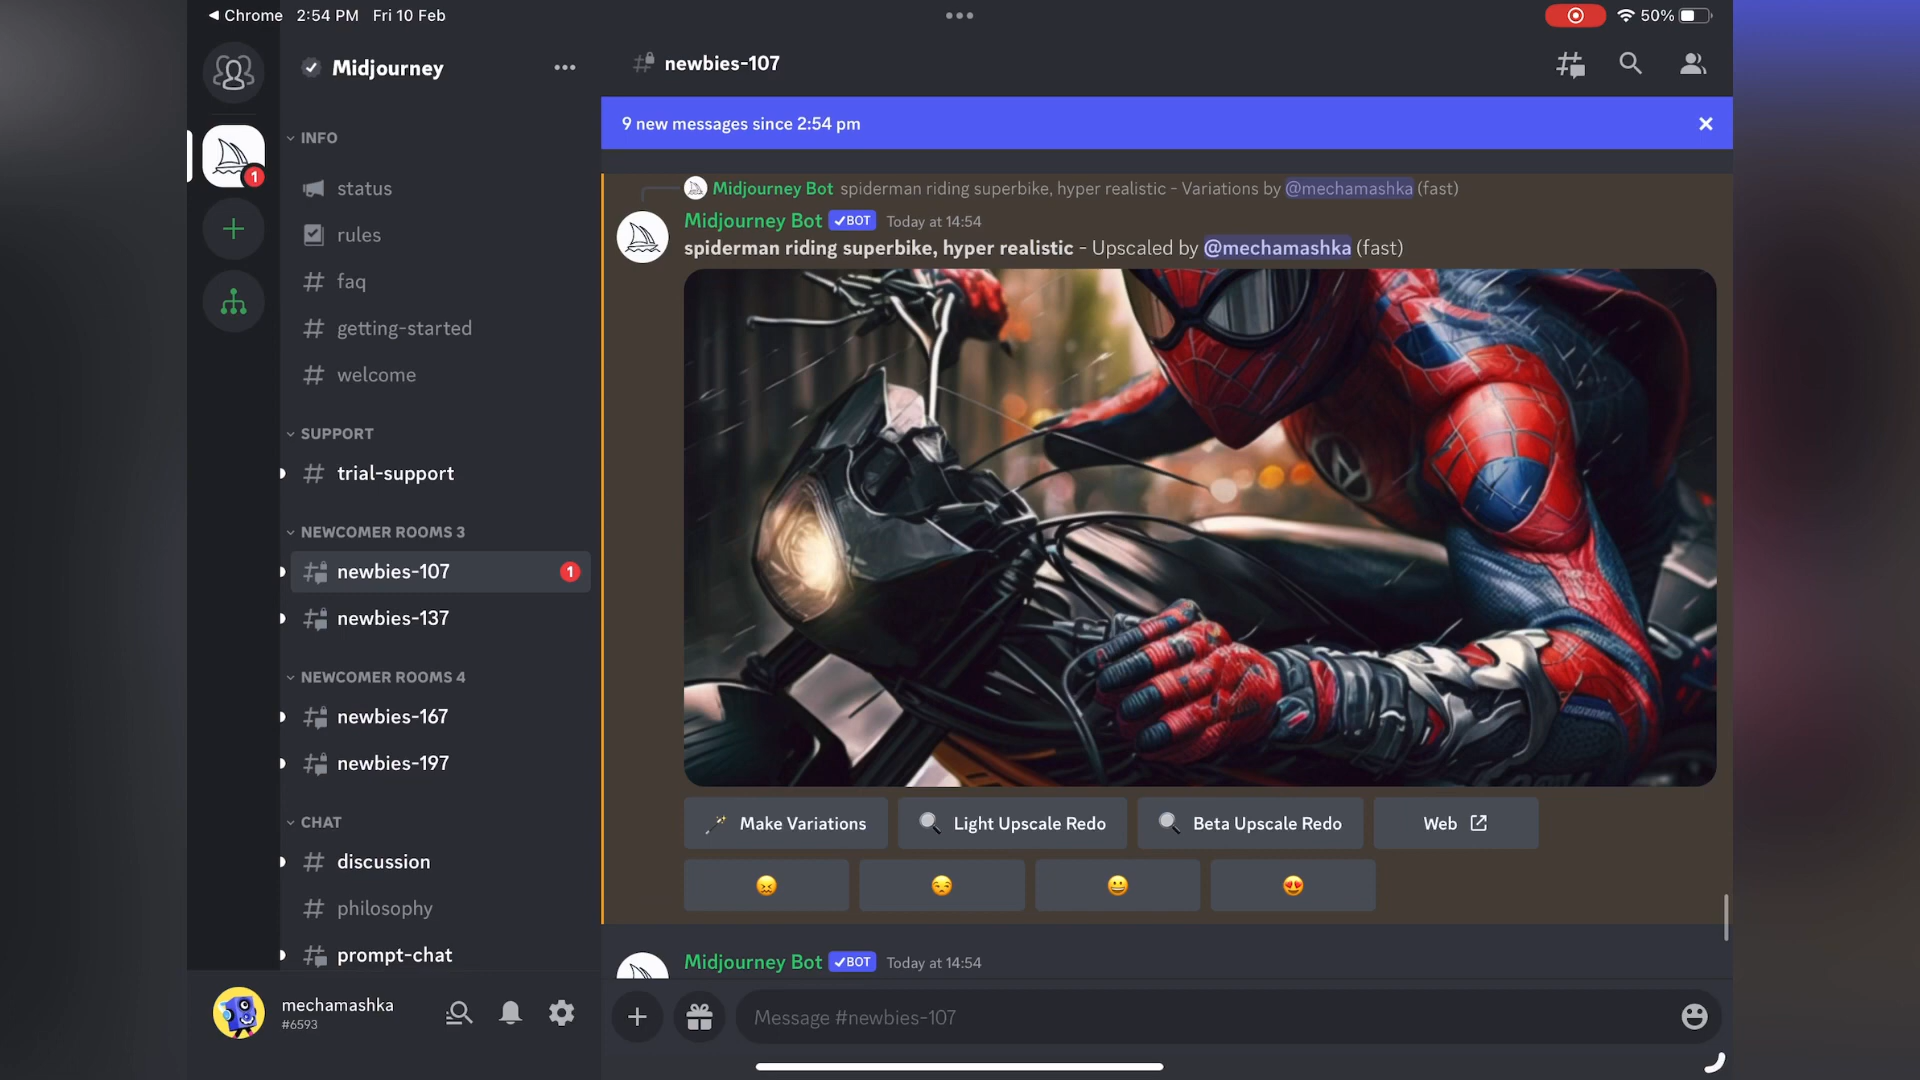 Chrome 2:54 PM Fri 10 Feb
50%
Midjourney
newbies-107
9 new messages since 2:54 pm
1
INFO
status
rules
faq
getting-started
welcome
SUPPORT
trial-support
NEWCOMER ROOMS 3
newbies-107 1
newbies-137
NEWCOMER ROOMS 4
newbies-167
newbies-197
CHAT
discussion
philosophy
prompt-chat
mechamashka
#6593
Midjourney Bot spiderman riding superbike, hyper realistic - Variations by @mechamashka (fast)
Midjourney Bot BOT Today at 14:54
spiderman riding superbike, hyper realistic - Upscaled by @mechamashka (fast)
Make Variations Light Upscale Redo Beta Upscale Redo Web
Midjourney Bot BOT Today at 14:54
Message #newbies-107